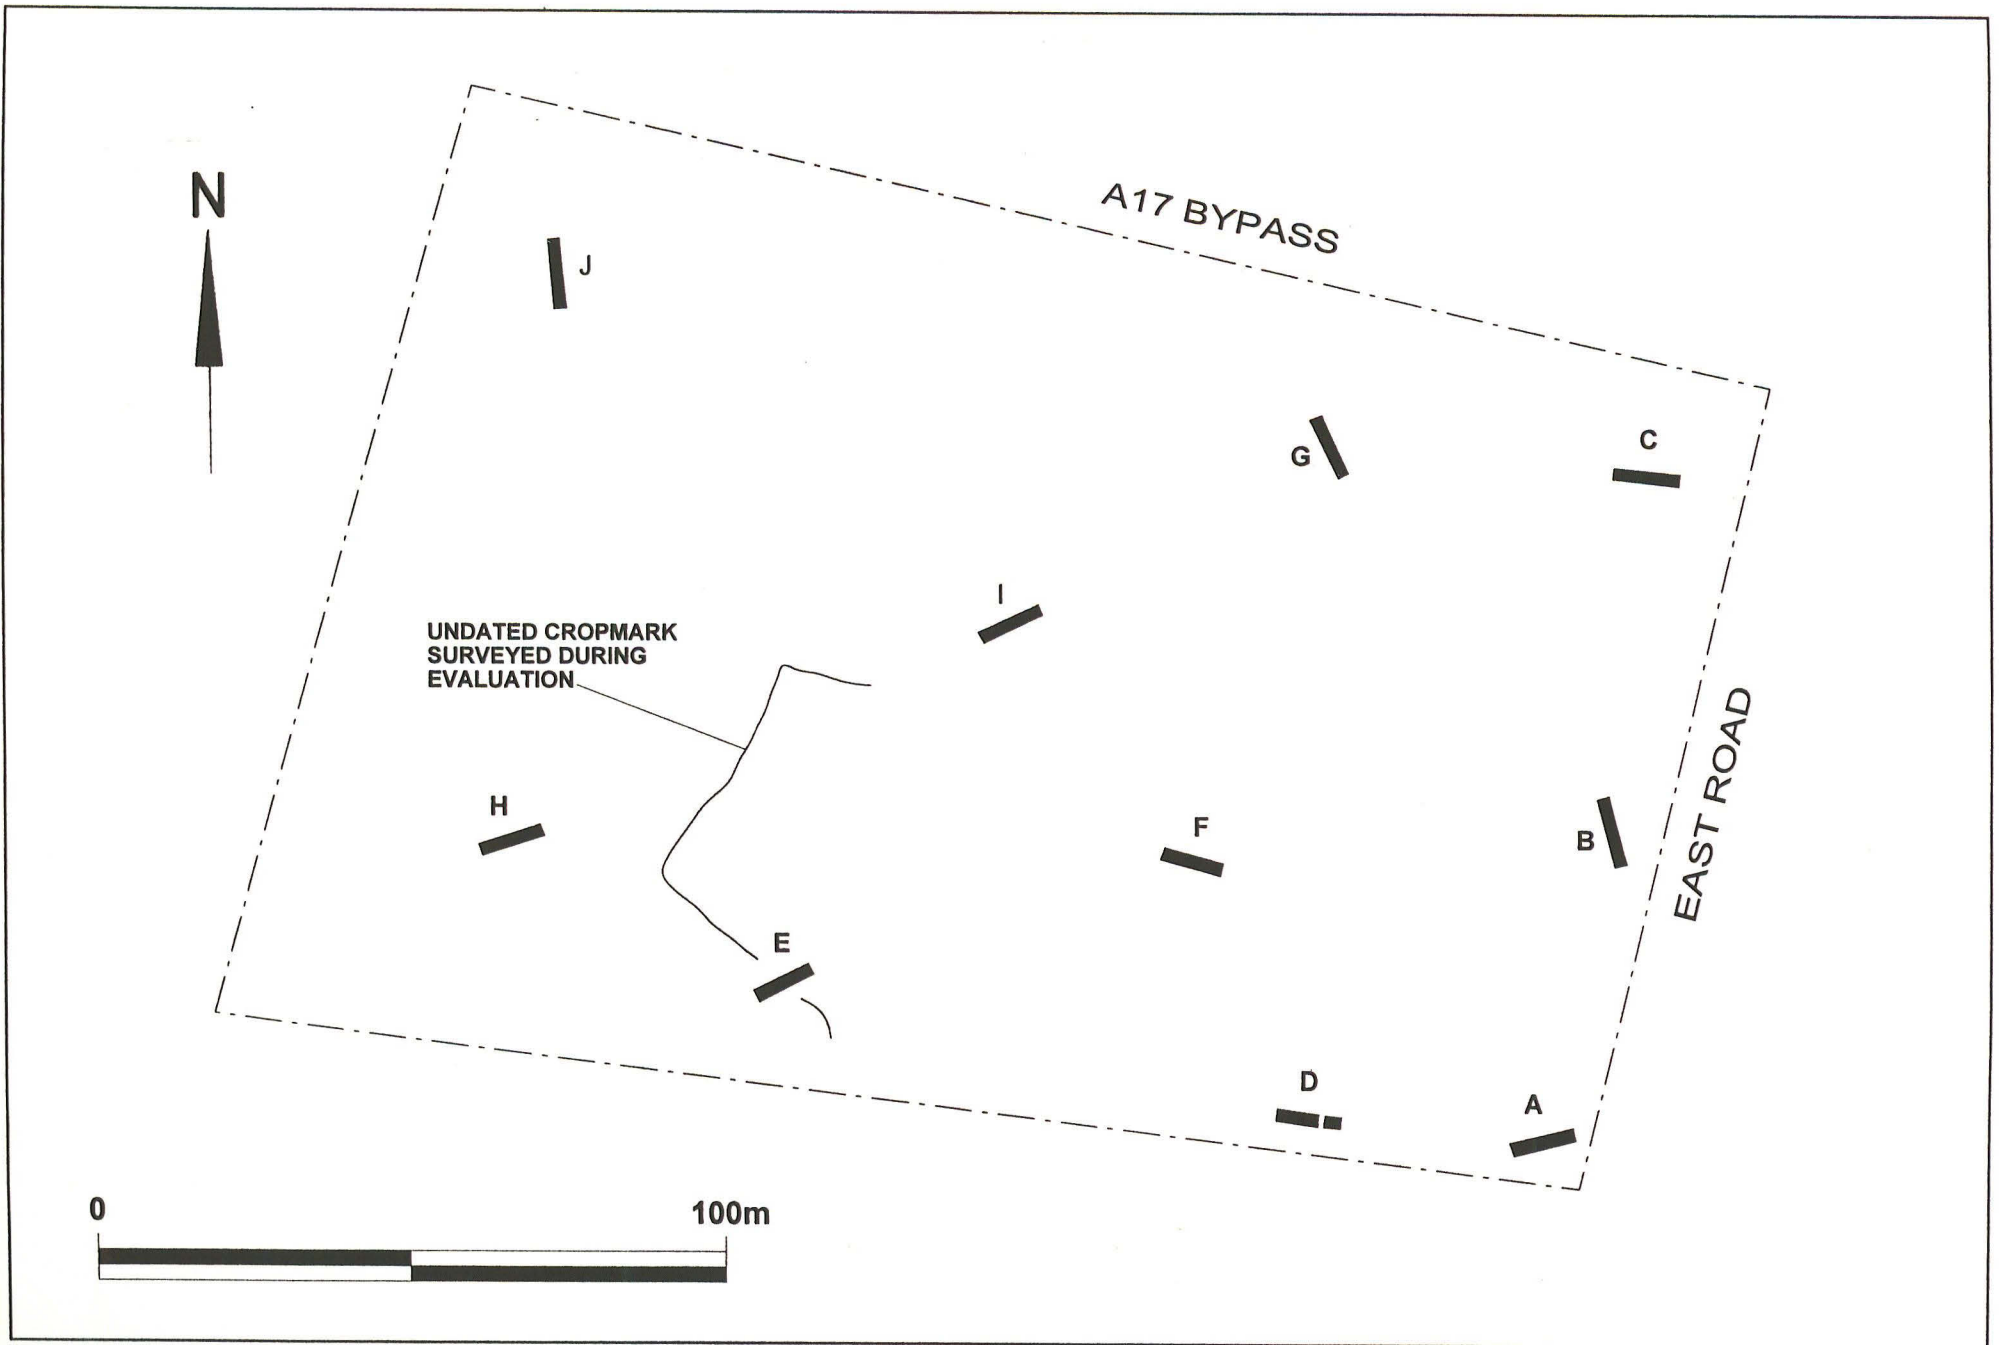 A17 BYPASS
N
J
C
G
I
UNDATED CROPMARK
SURVEYED DURING
EVALUATION
EAST ROAD
H
F
B
E
D
A
0
100m